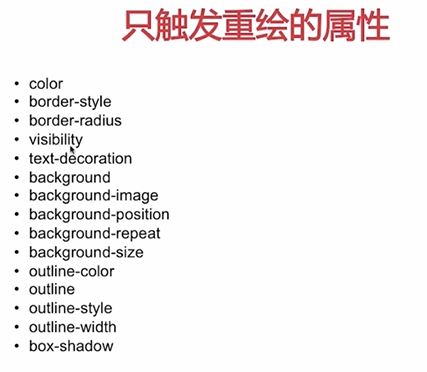 只触发重绘的属性
• color
• border-style
• border-radius
• visibility
• text-decoration
• background
• background-image
• background-position
• background-repeat
• background-size
• outline-color
• outline
• outline-style
• outline-width
• box-shadow